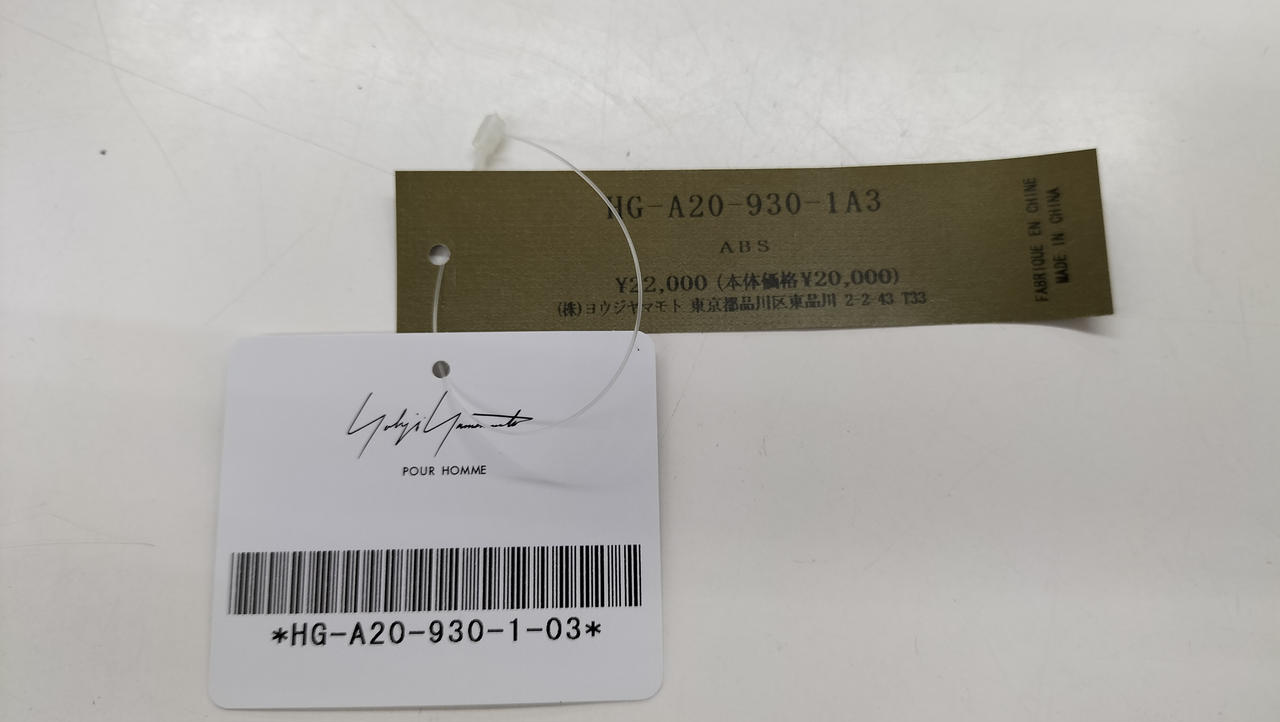 HG-A20-930-1A3
ABS
¥22,000 (本体価格¥20,000)
(株)ヨウジヤマモト 東京都品川区東品川 2-2-43 T33
FABRIQUE EN CHINE
MADE IN CHINA
Yohji Yamamoto
POUR HOMME
*HG-A20-930-1-03*